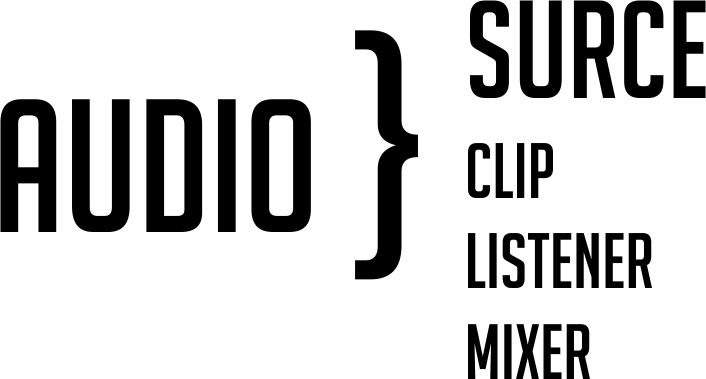 AUDIO
}
SURCE
CLIP
LISTENER
MIXER